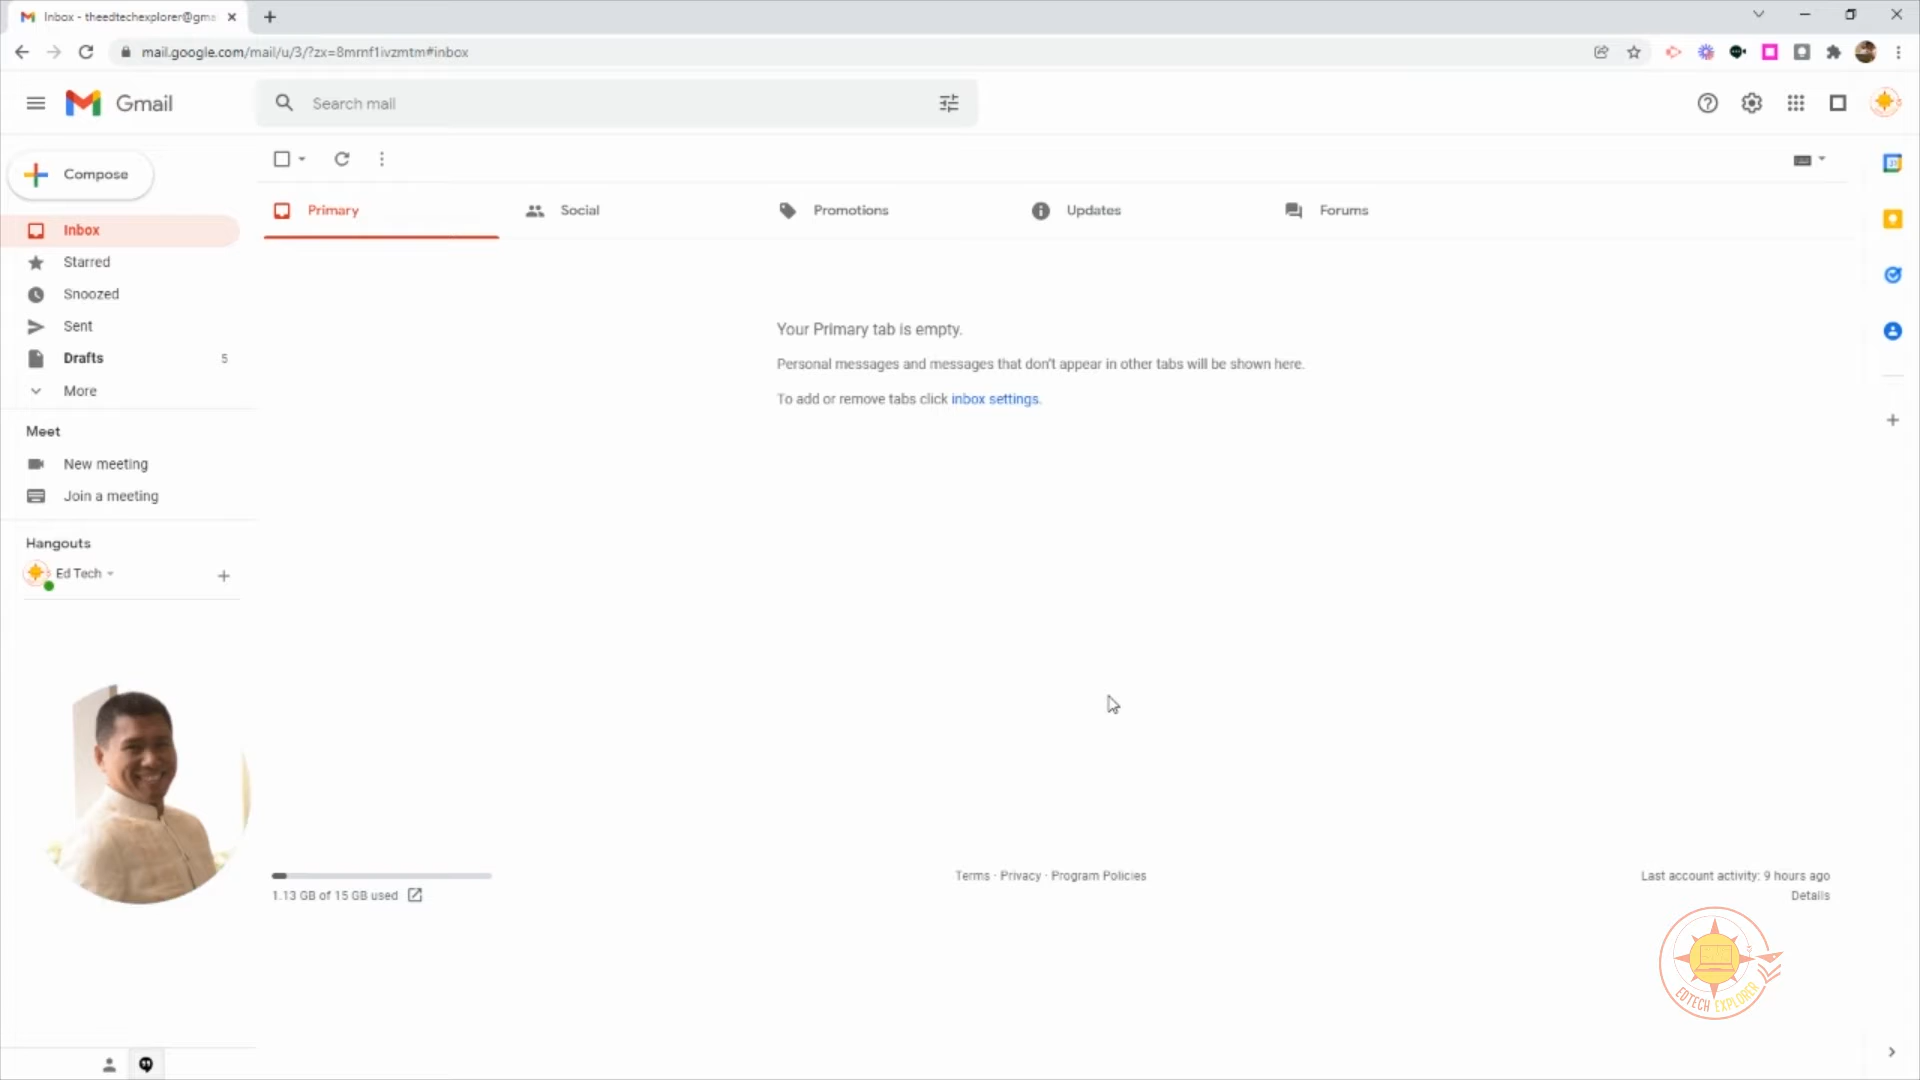 Inbox - theedtechexplorer@gma
mail.google.com/mail/u/3/?zx=8mrnf1ivzmtm#inbox
Gmail
Search mail
Compose
Inbox
Starred
Snoozed
Sent
Drafts 5
More
Meet
New meeting
Join a meeting
Hangouts
Ed Tech
Primary
Social
Promotions
Updates
Forums
Your Primary tab is empty.
Personal messages and messages that don't appear in other tabs will be shown here.
To add or remove tabs click inbox settings.
1.13 GB of 15 GB used
Terms · Privacy · Program Policies
Last account activity: 9 hours ago
Details
31
EDTECH EXPLORER